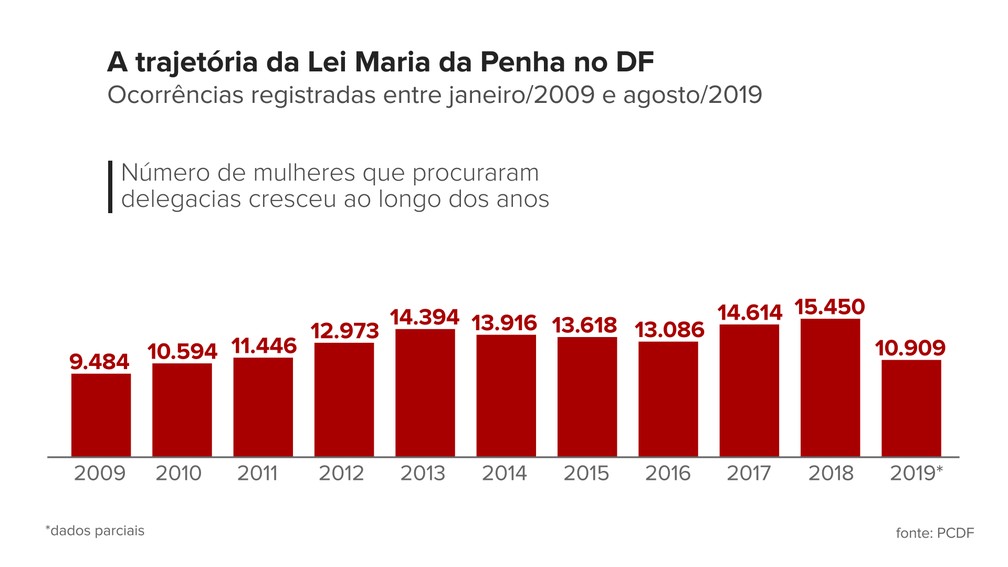 A trajetória da Lei Maria da Penha no DF
Ocorrências registradas entre janeiro/2009 e agosto/2019
Número de mulheres que procuraram
delegacias cresceu ao longo dos anos
9.484 10.594 11.446 12.973 14.394 13.916 13.618 13.086 14.614 15.450 10.909
2009 2010 2011 2012 2013 2014 2015 2016 2017 2018 2019*
*dados parciais
fonte: PCDF